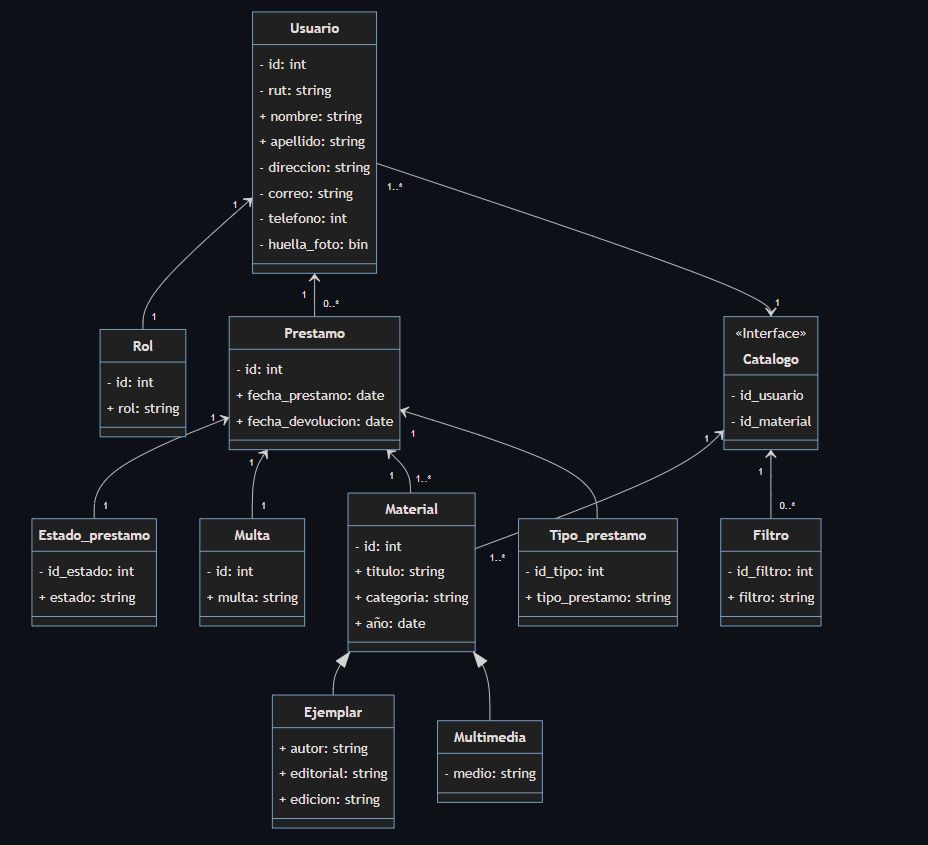 Usuario
- id: int
- rut: string
+ nombre: string
+ apellido: string
- direccion: string
- correo: string
- telefono: int
- huella_foto: bin
1..*
1
1
1
0..*
1
1
Rol
- id: int
+ rol: string
Prestamo
- id: int
+ fecha_prestamo: date
+ fecha_devolucion: date
«Interface»
Catalogo
- id_usuario
- id_material
1
1
1
1
1
1
1..*
1
0..*
1
1
1..*
Estado_prestamo
- id_estado: int
+ estado: string
Multa
- id: int
+ multa: string
Material
- id: int
+ titulo: string
+ categoria: string
+ año: date
Tipo_prestamo
- id_tipo: int
+ tipo_prestamo: string
Filtro
- id_filtro: int
+ filtro: string
Ejemplar
+ autor: string
+ editorial: string
+ edicion: string
Multimedia
- medio: string